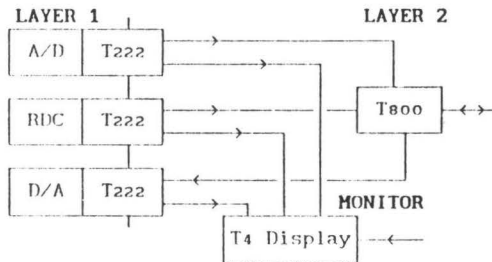 LAYER 1
LAYER 2
A/D T222
RDC T222
T800
D/A T222
MONITOR
T4 Display